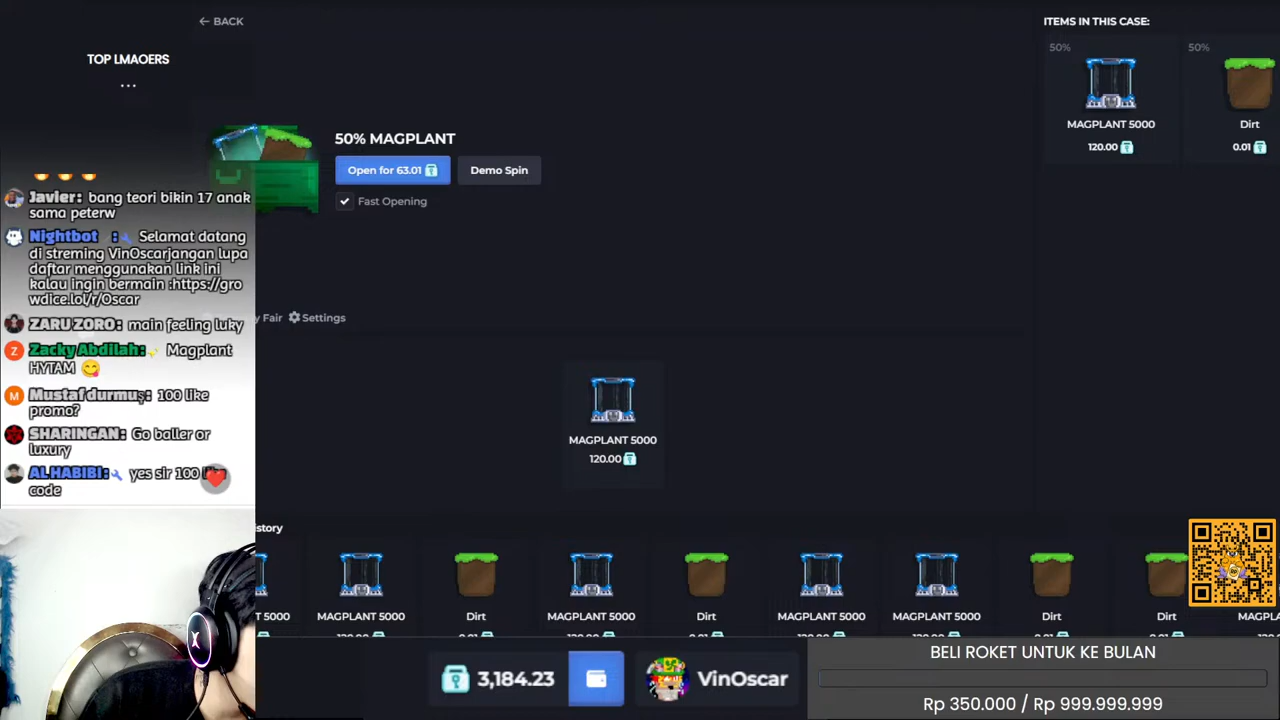 ← BACK
ITEMS IN THIS CASE:
TOP LMAOERS
...
50%
MAGPLANT 5000
120.00
50%
Dirt
0.01
50% MAGPLANT
Open for 63.01
Demo Spin
Fast Opening
Javier: bang teori bikin 17 anak
sama peterw
Nightbot : Selamat datang
di streming VinOscarjangan lupa
daftar menggunakan link ini
kalau ingin bermain :https://gro
wdice.lol/r/Oscar
ZARU ZORO: main feeling luky
Zacky Abdilah: Magplant
HYTAM 😋
Mustaf durmuş: 100 like
promo?
SHARINGAN: Go baller or
luxury
AL HABIBI: yes sir 100
code
y Fair
Settings
MAGPLANT 5000
120.00
istory
T 5000
MAGPLANT 5000
Dirt
MAGPLANT 5000
Dirt
MAGPLANT 5000
MAGPLANT 5000
Dirt
Dirt
MAGPLA
3,184.23
VinOscar
BELI ROKET UNTUK KE BULAN
Rp 350.000 / Rp 999.999.999